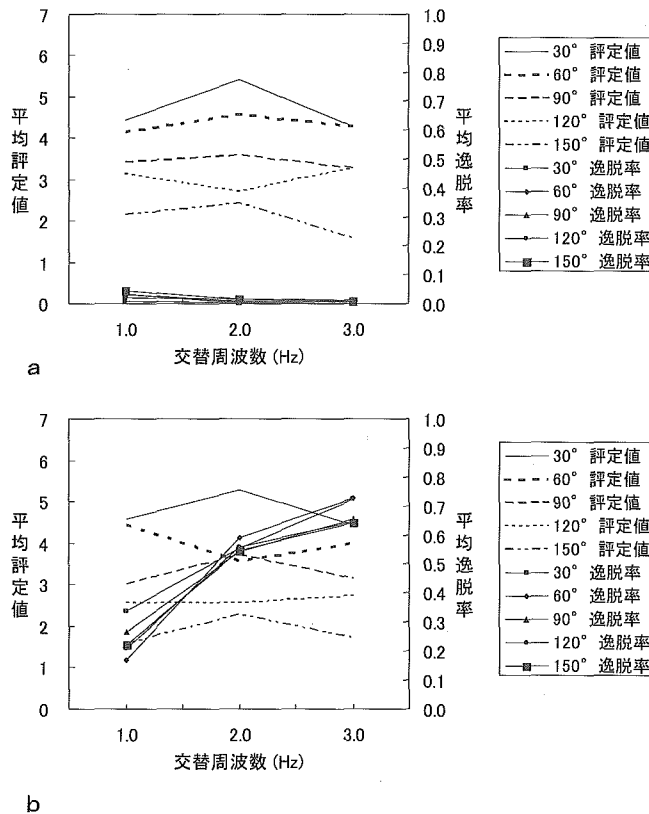 7
6
5
4
3
2
1
0
平均評定値
1.0
0.9
0.8
0.7
0.6
0.5
0.4
0.3
0.2
0.1
0.0
平均逸脱率
1.0 2.0 3.0
交替周波数(Hz)
30° 評定値
60° 評定値
90° 評定値
120° 評定値
150° 評定値
30° 逸脱率
60° 逸脱率
90° 逸脱率
120° 逸脱率
150° 逸脱率
a
7
6
5
4
3
2
1
0
平均評定値
1.0
0.9
0.8
0.7
0.6
0.5
0.4
0.3
0.2
0.1
0.0
平均逸脱率
1.0 2.0 3.0
交替周波数(Hz)
30° 評定値
60° 評定値
90° 評定値
120° 評定値
150° 評定値
30° 逸脱率
60° 逸脱率
90° 逸脱率
120° 逸脱率
150° 逸脱率
b